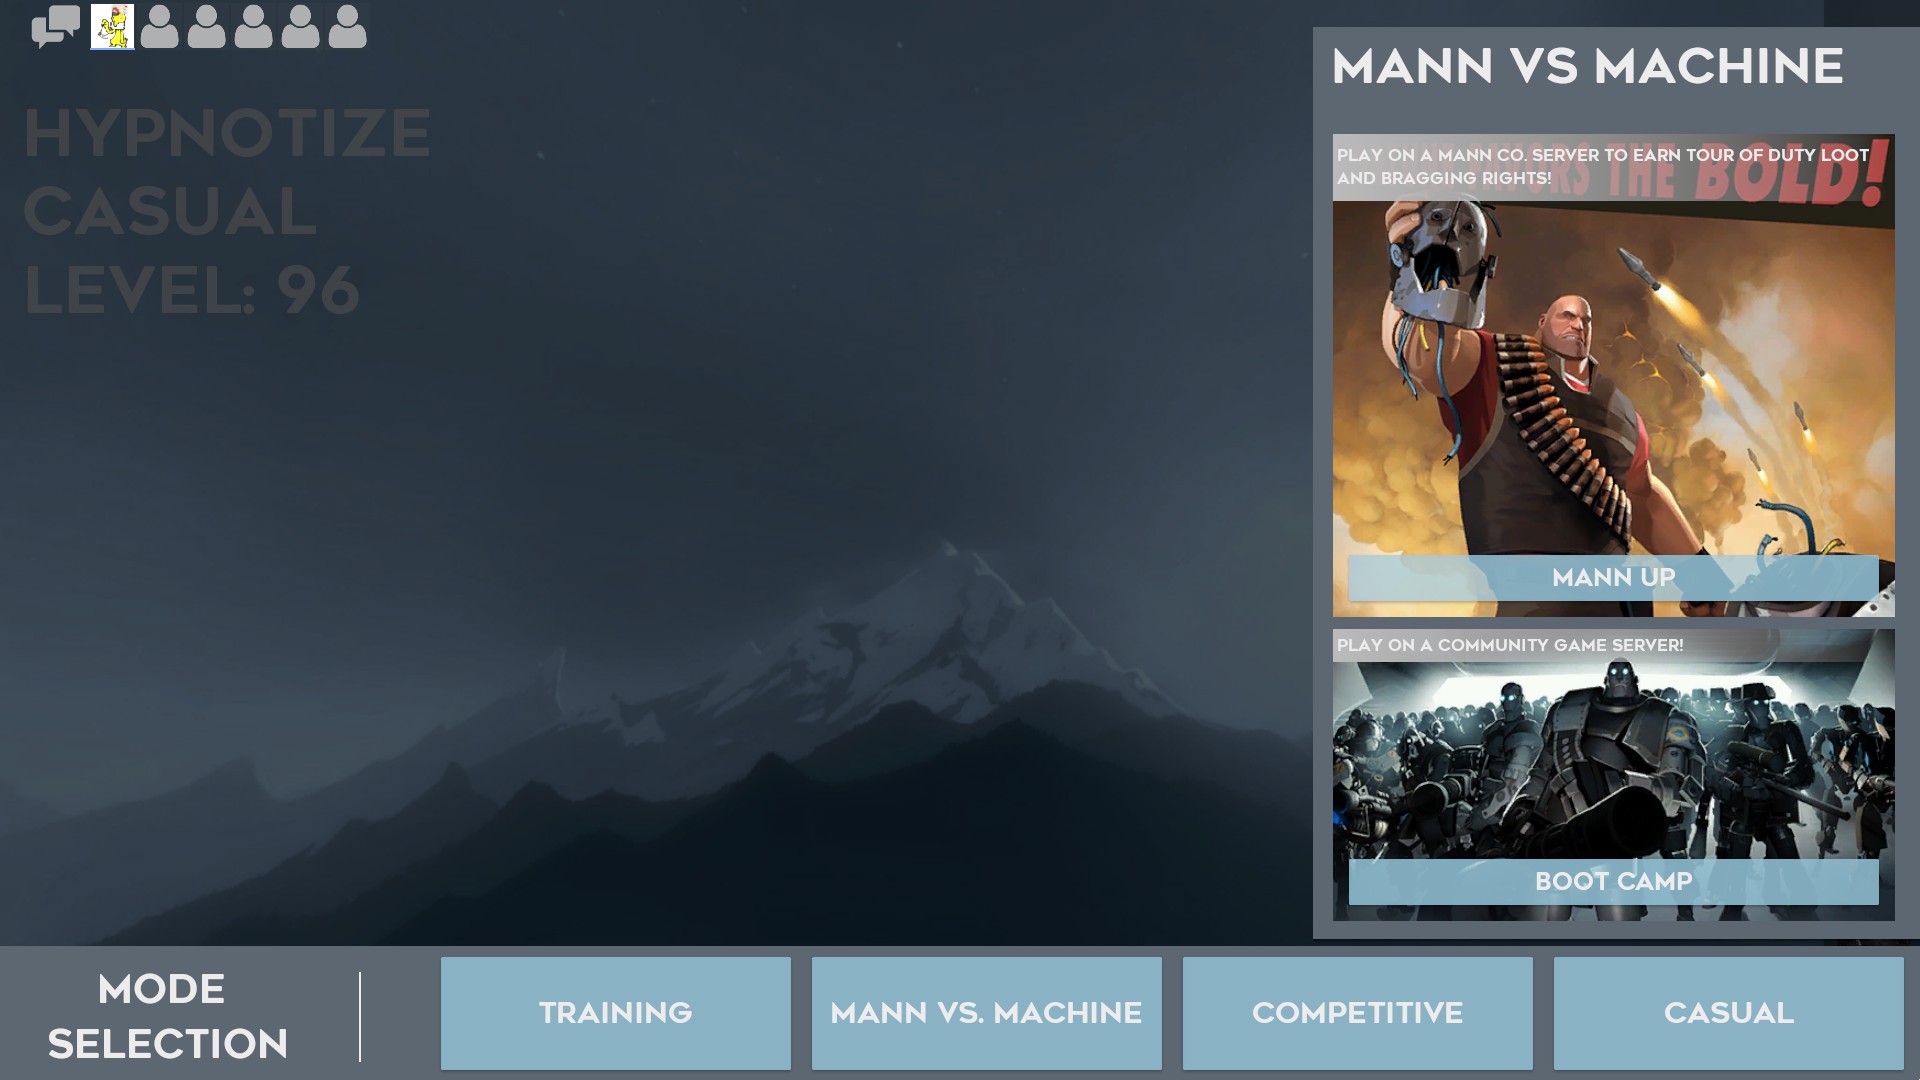 HYPNOTIZE
CASUAL
LEVEL: 96
MANN VS MACHINE
PLAY ON A MANN CO. SERVER TO EARN TOUR OF DUTY LOOT
AND BRAGGING RIGHTS!
THE BOLD!
MANN UP
PLAY ON A COMMUNITY GAME SERVER!
BOOT CAMP
MODE
SELECTION
TRAINING
MANN VS. MACHINE
COMPETITIVE
CASUAL